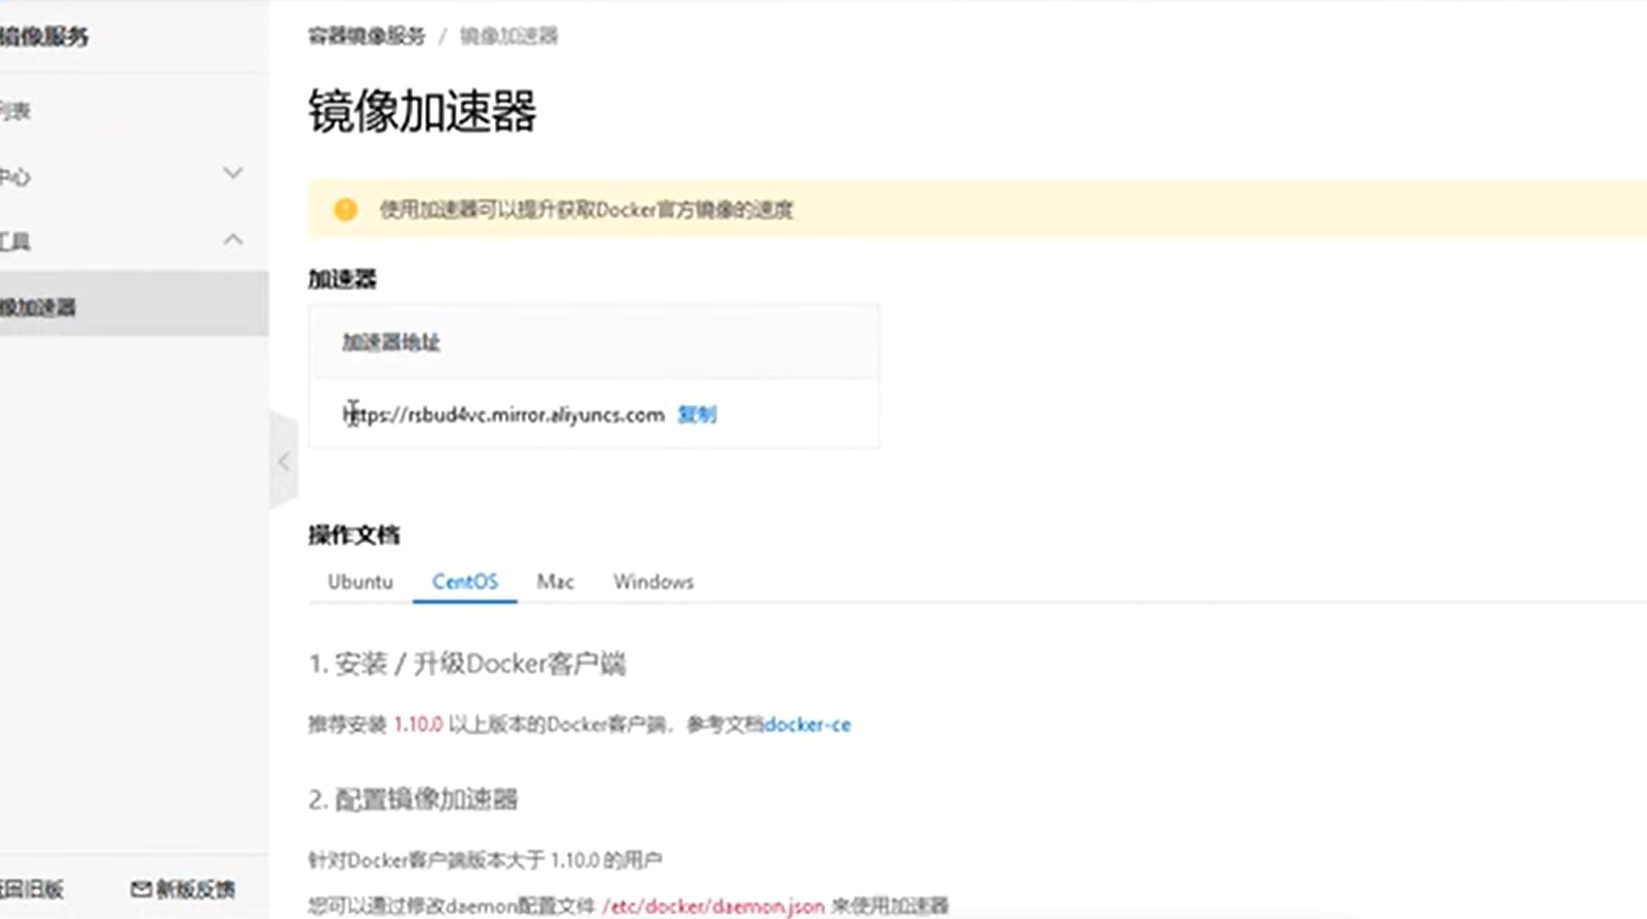 镜像服务
容器镜像服务 / 镜像加速器
镜像加速器
列表
中心
使用加速器可以提升获取Docker官方镜像的速度
工具
加速器
像加速器
加速器地址
https://rsbud4vc.mirror.aliyuncs.com 复制
操作文档
Ubuntu CentOS Mac Windows
1. 安装 / 升级Docker客户端
推荐安装 1.10.0 以上版本的Docker客户端，参考文档docker-ce
2. 配置镜像加速器
针对Docker客户端版本大于 1.10.0 的用户
返回旧版 新版反馈
您可以通过修改daemon配置文件 /etc/docker/daemon.json 来使用加速器